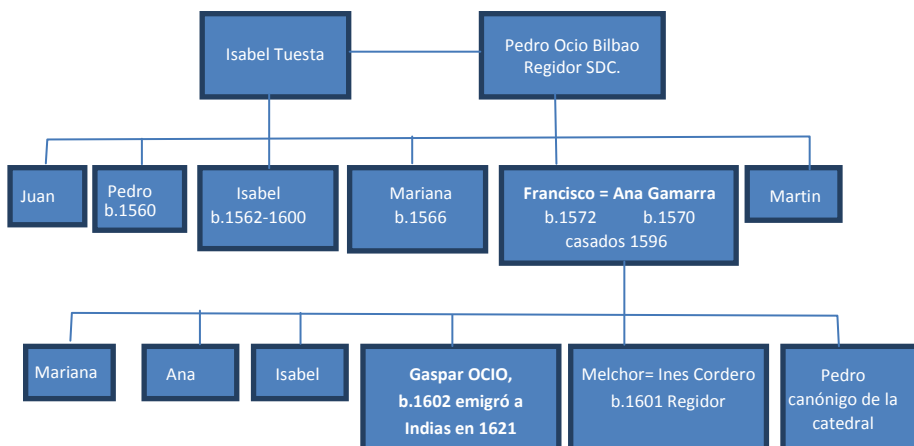 Isabel Tuesta
Pedro Ocio Bilbao
Regidor SDC.
Juan
Pedro
b.1560
Isabel
b.1562-1600
Mariana
b.1566
Francisco = Ana Gamarra
b.1572 b.1570
casados 1596
Martin
Mariana
Ana
Isabel
Gaspar OCIO,
b.1602 emigró a
Indias en 1621
Melchor= Ines Cordero
b.1601 Regidor
Pedro
canónigo de la
catedral